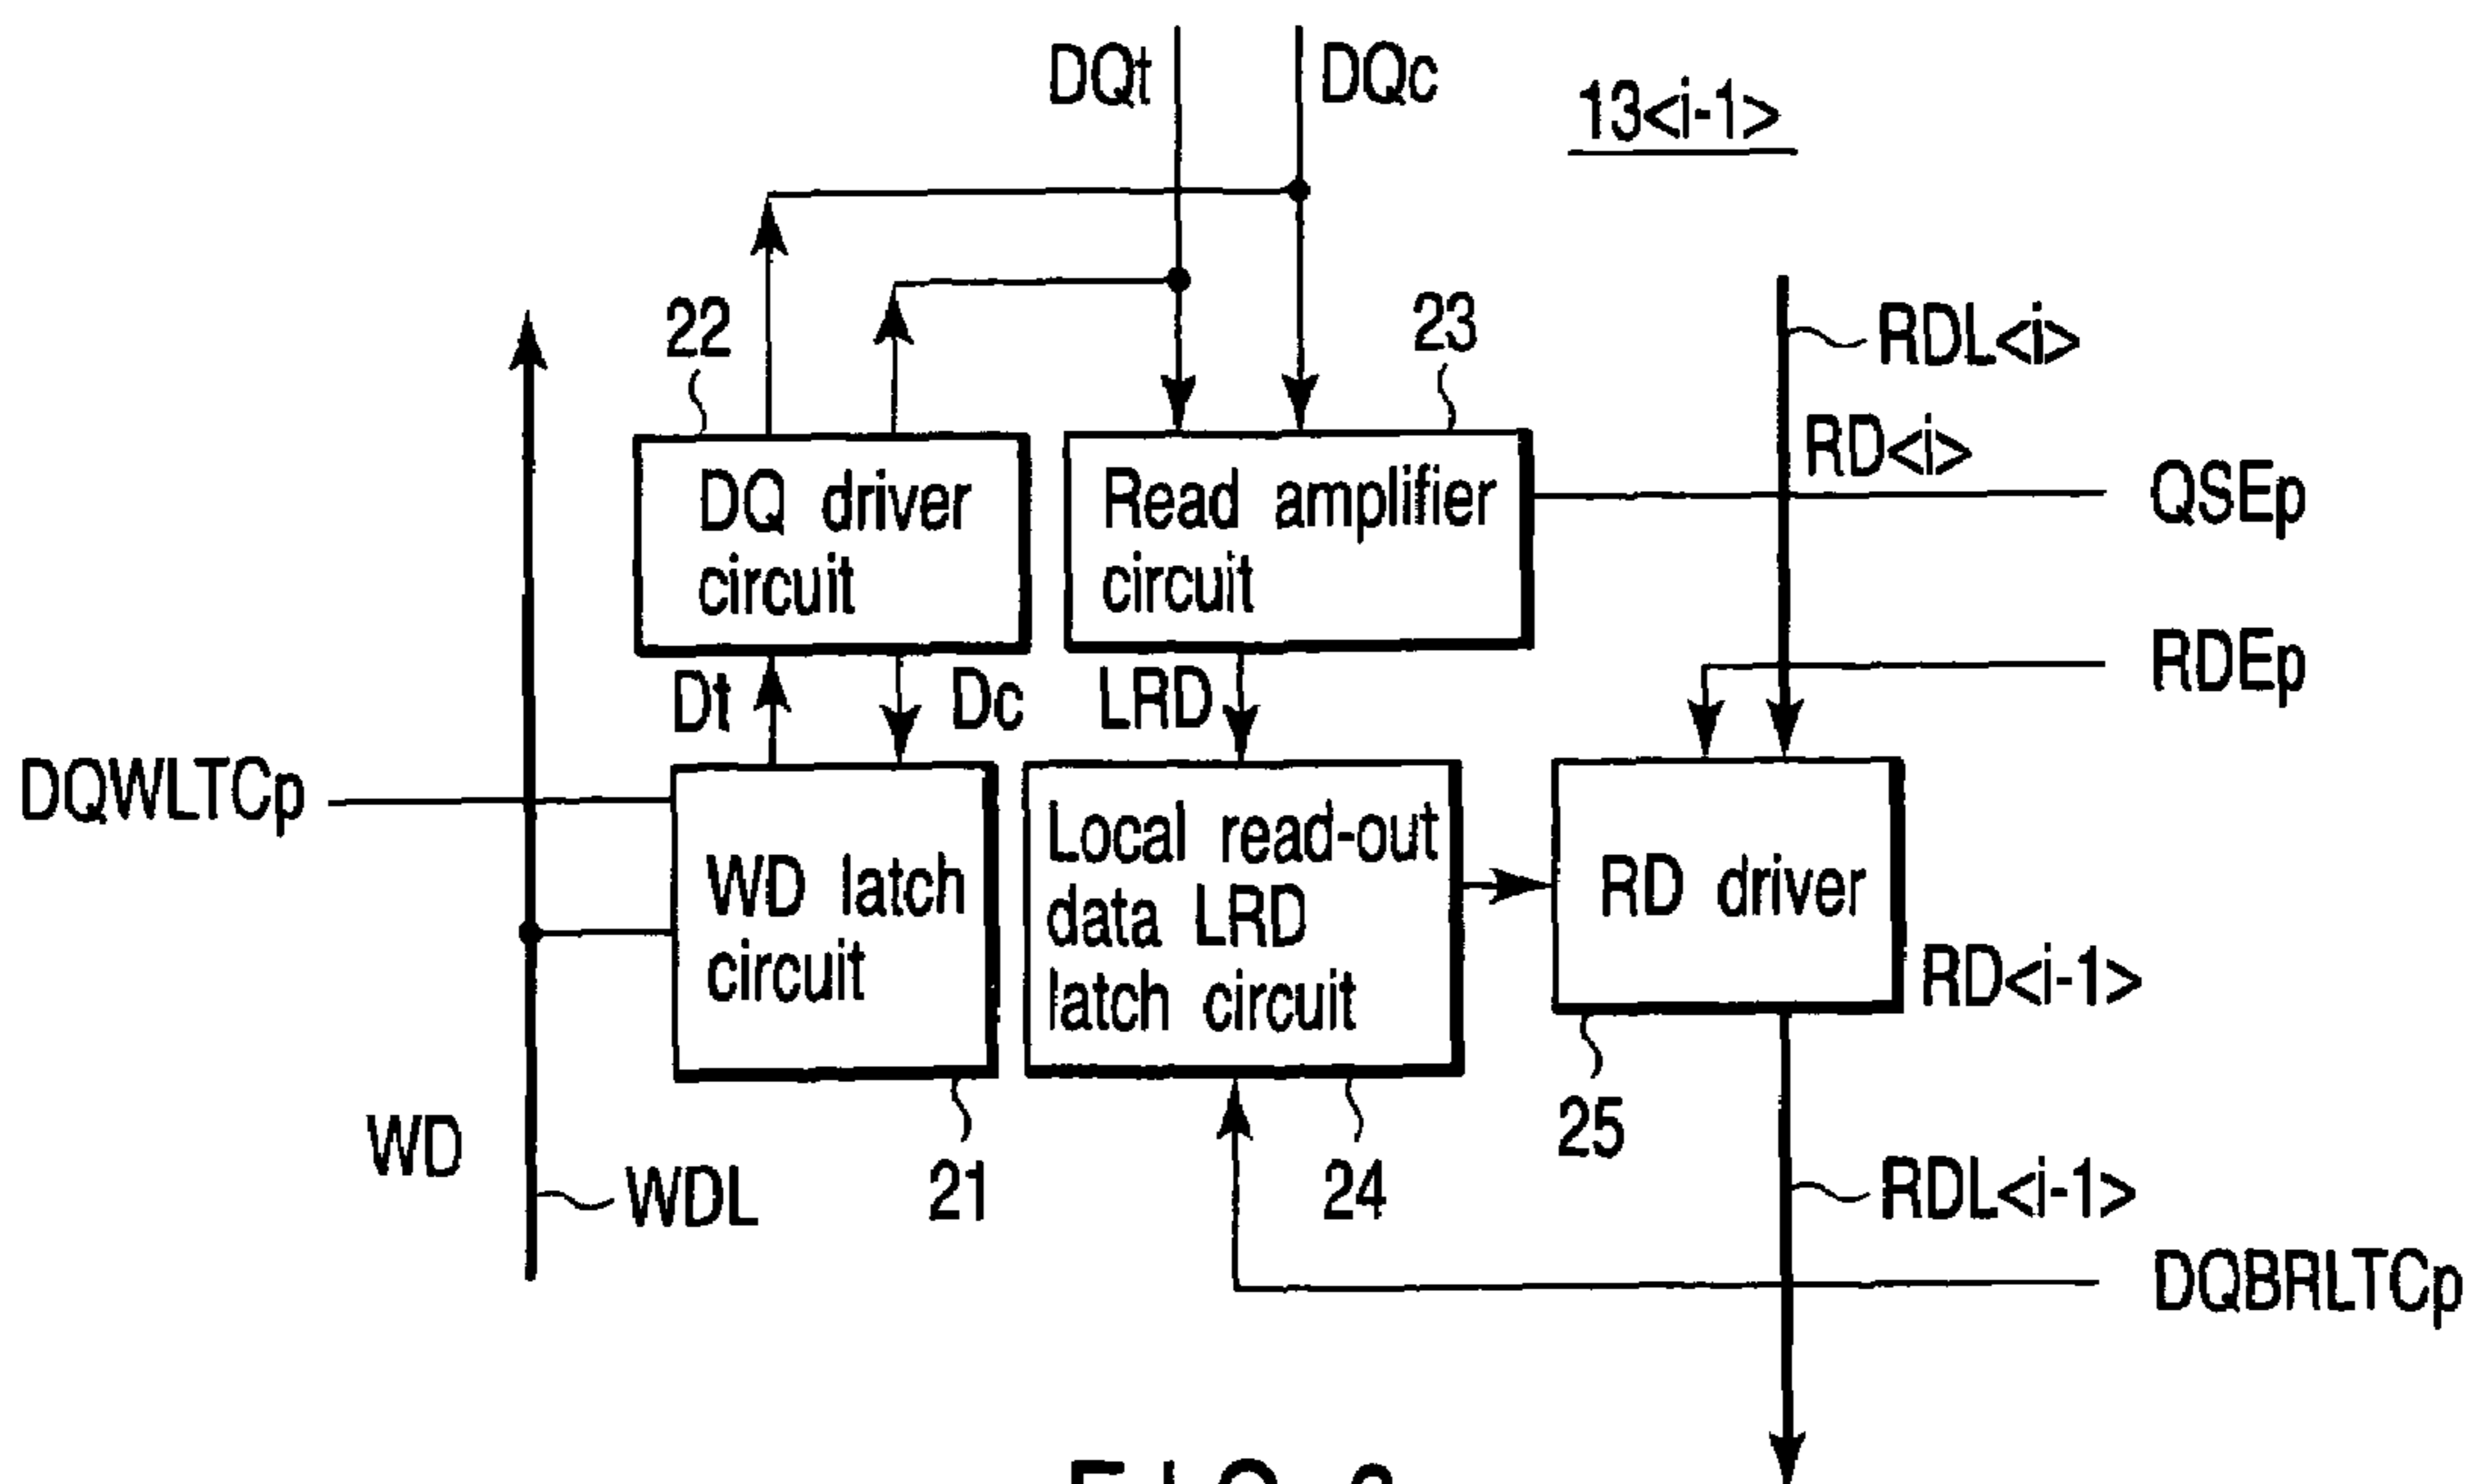 DQt
DQc
13<i-1>
22
23
RDL<i>
RD<i>
QSEp
DQ driver
circuit
Read amplifier
circuit
RDEp
Dt
Dc
LRD
DQWLTCp
WD latch
circuit
Local read-out
data LRD
latch circuit
RD driver
RD<i-1>
25
WD
WDL
21
24
RDL<i-1>
DQBRLTCp